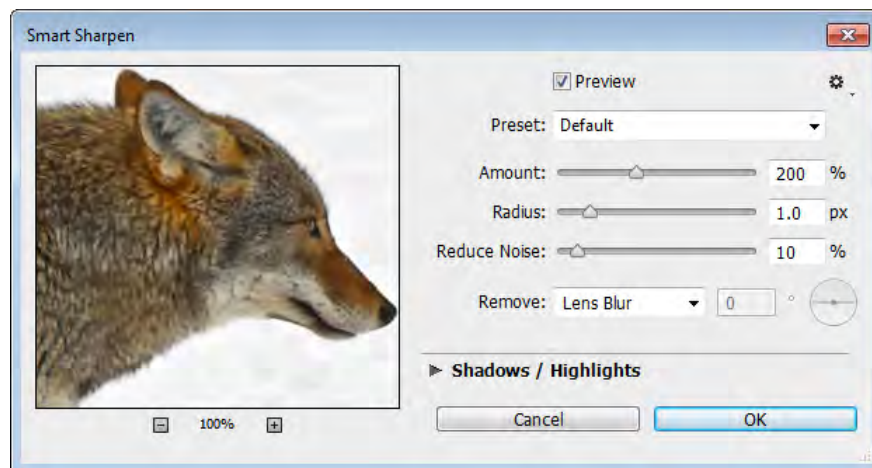 Smart Sharpen
Preview
Preset: Default
Amount: 200 %
Radius: 1.0 px
Reduce Noise: 10 %
Remove: Lens Blur 0 °
Shadows / Highlights
100%
Cancel OK